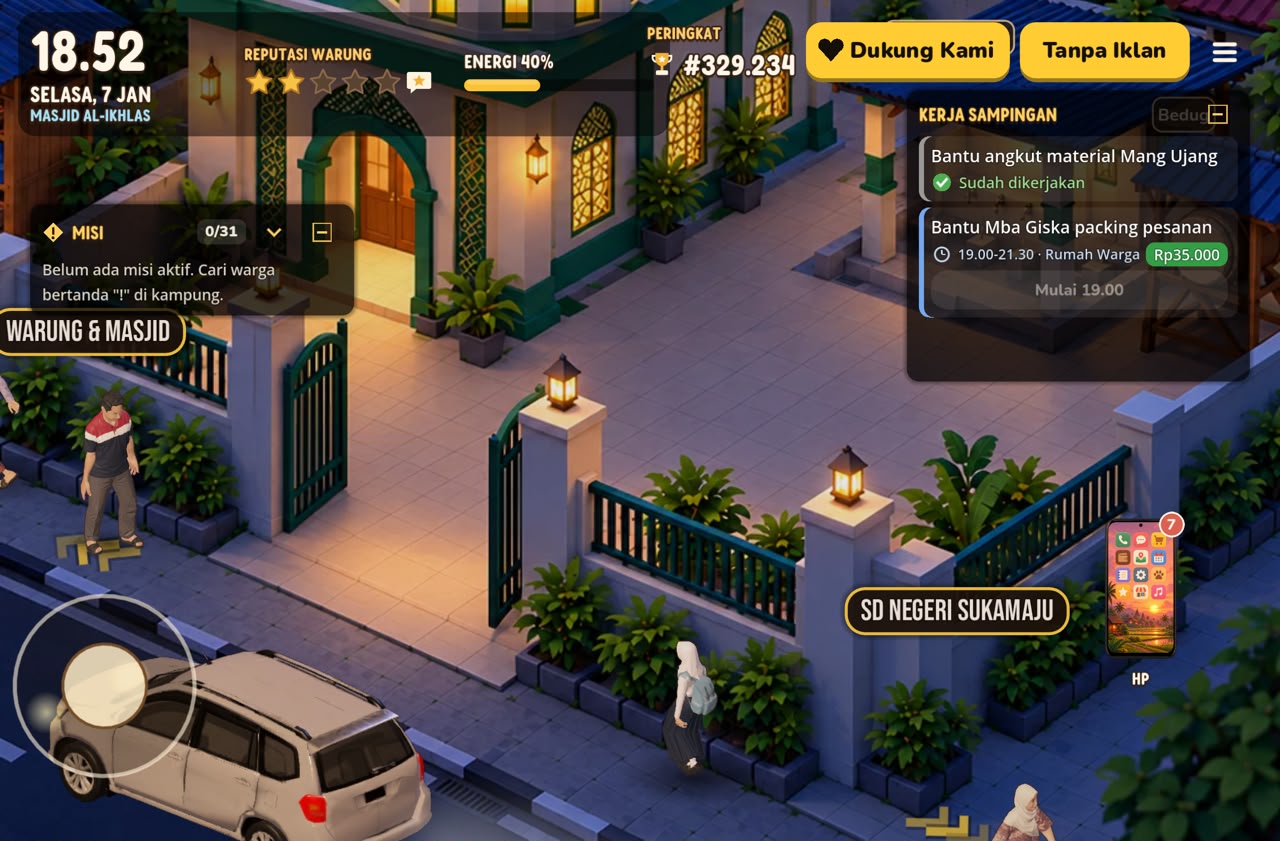 18.52
SELASA, 7 JAN
MASJID AL-IKHLAS
REPUTASI WARUNG
ENERGI 40%
PERINGKAT
#329.234
Dukung Kami
Tanpa Iklan
KERJA SAMPINGAN
Bedug
Bantu angkut material Mang Ujang
Sudah dikerjakan
Bantu Mba Giska packing pesanan
19.00-21.30 · Rumah Warga
Rp35.000
Mulai 19.00
MISI
0/31
Belum ada misi aktif. Cari warga
bertanda "!" di kampung.
WARUNG & MASJID
SD NEGERI SUKAMAJU
7
HP